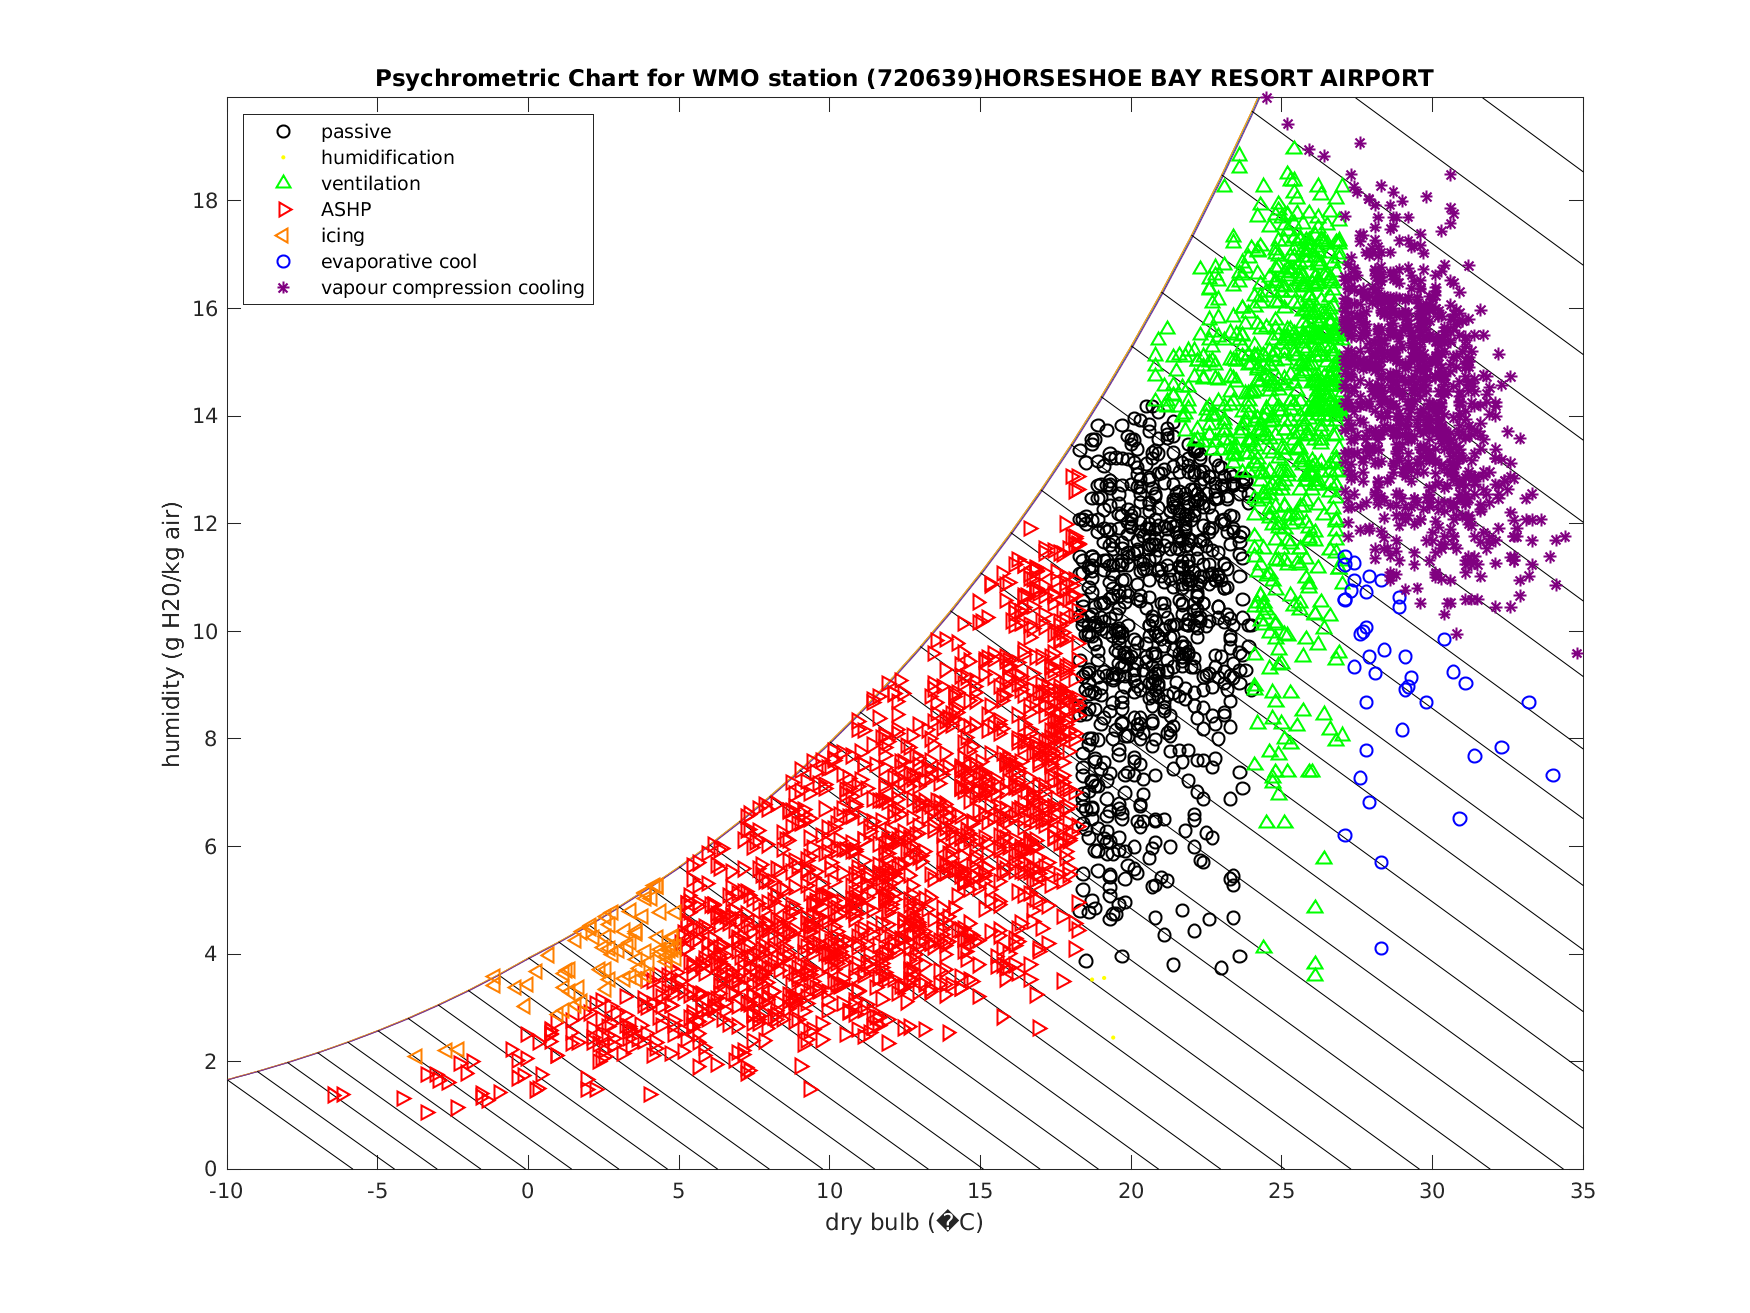 Psychrometric Chart for WMO station (720639)HORSESHOE BAY RESORT AIRPORT
passive
humidification
ventilation
ASHP
icing
evaporative cool
vapour compression cooling
humidity (g H20/kg air)
18
16
14
12
10
8
6
4
2
0
-10 -5 0 5 10 15 20 25 30 35
dry bulb (�C)